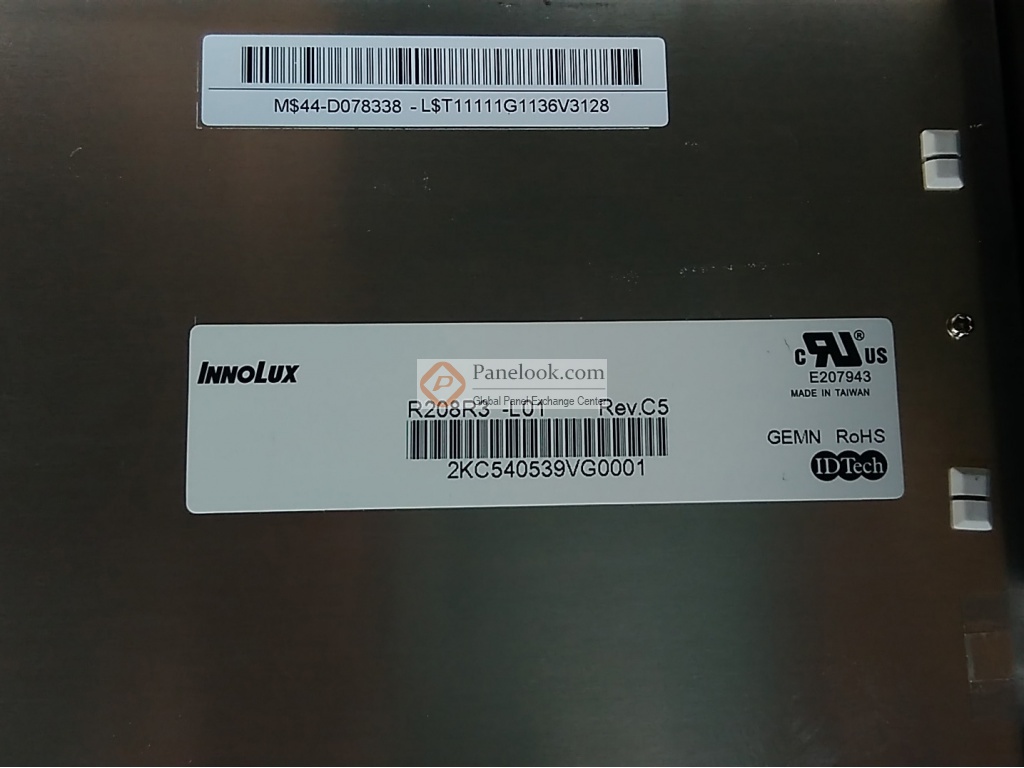 M$44-D078338 - L$T11111G1136V3128
INNOLUX
C RU ® US
E207943
MADE IN TAIWAN
Panelook.com
Global Panel Exchange Center
R208R3 -L01 Rev.C5
GEMN RoHS
2KC540539VG0001
IDTech